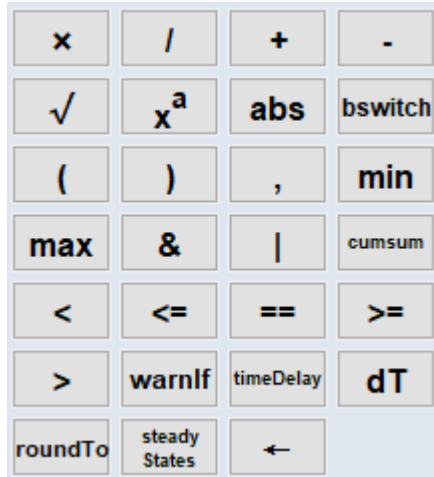 × / + -
√ xᵃ abs bswitch
( ) , min
max & | cumsum
< <= == >=
> warnIf timeDelay dT
roundTo steady States ←